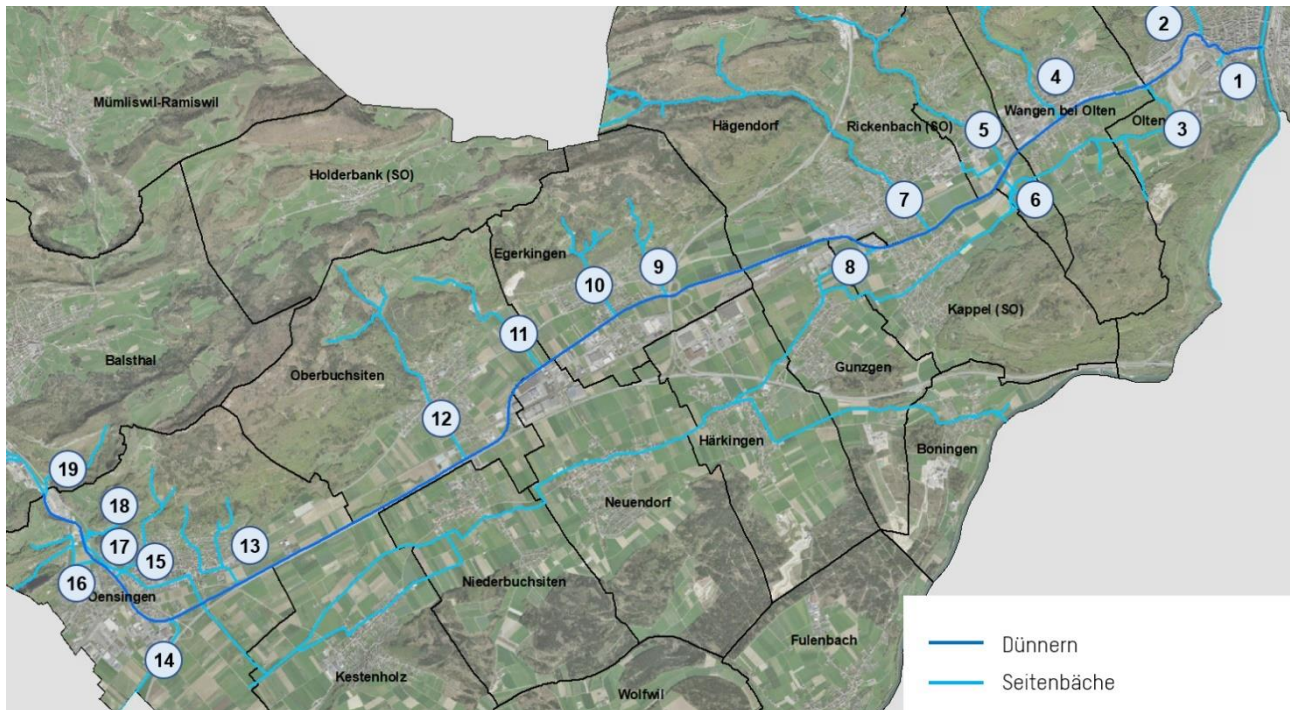 2
1
4
Mümliswil-Ramiswil
Hägendorf
Rickenbach (SO)
5
Wangen bei Olten
Olten
3
Holderbank (SO)
7
6
Egerkingen
9
8
10
Kappel (SO)
11
Balsthal
Oberbuchsiten
Gunzgen
12
Härkingen
Boningen
19
18
Neuendorf
17
15
13
16
Oensingen
Niederbuchsiten
14
Fulenbach
Kestenholz
Wolfwil
Dünnern
Seitenbäche